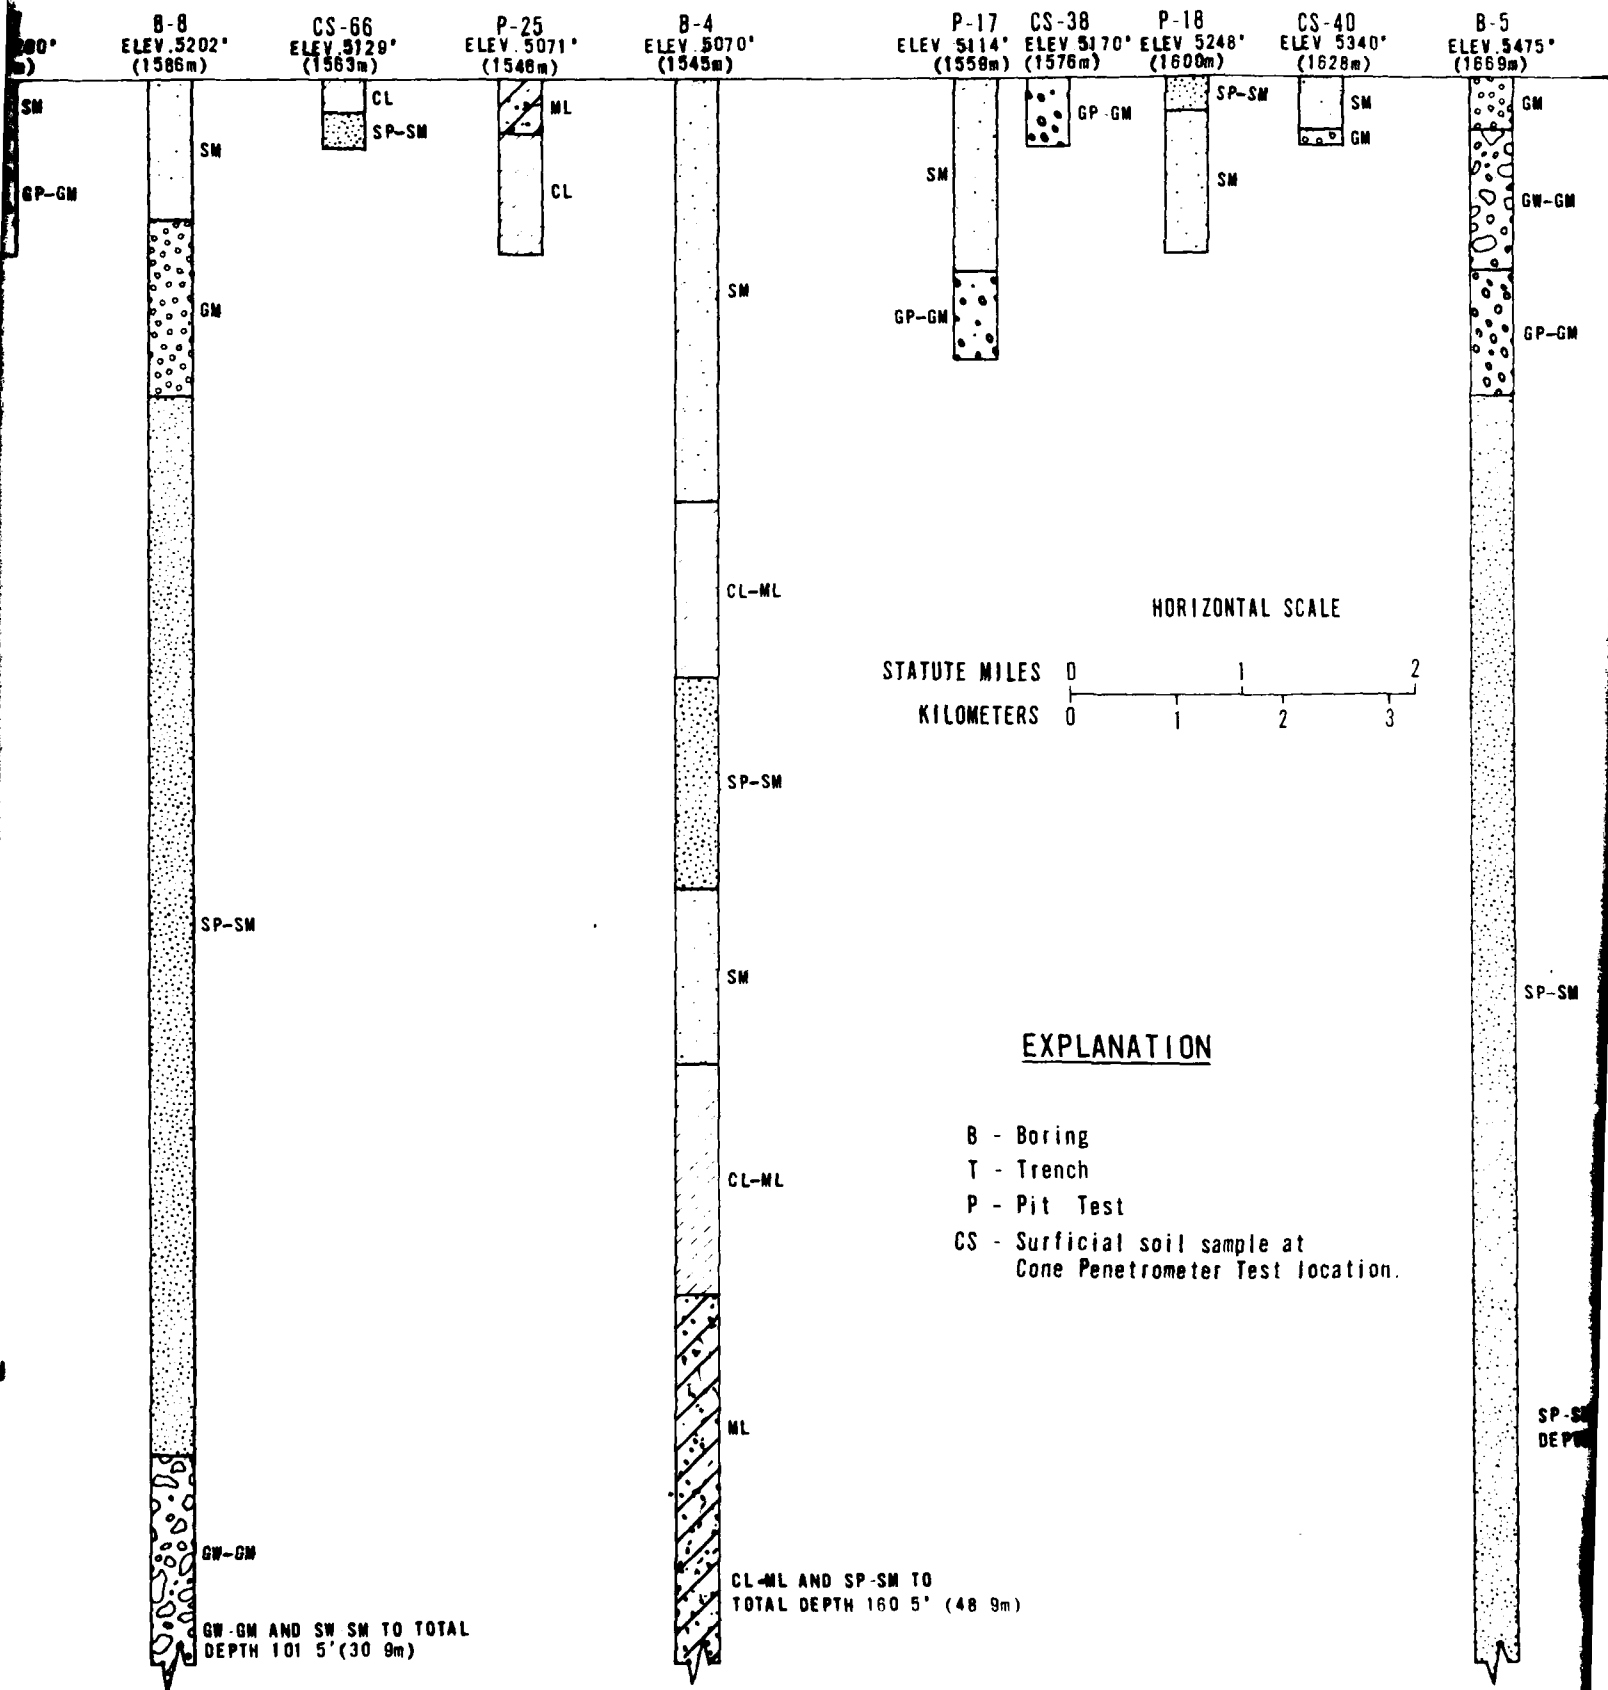 B-8
ELEV.5202'
(1586m)
CS-66
ELEV.5129'
(1563m)
P-25
ELEV.5071'
(1546m)
B-4
ELEV.5070'
(1545m)
P-17
ELEV 5114'
(1559m)
CS-38
ELEV 5170'
(1576m)
P-18
ELEV 5248'
(1600m)
CS-40
ELEV 5340'
(1628m)
B-5
ELEV.5475'
(1669m)
SM
GP-GM
SM
GM
SP-SM
GW-GM
GW-GM AND SW SM TO TOTAL
DEPTH 101 5'(30 9m)
CL
SP-SM
ML
CL
SM
CL-ML
SP-SM
SM
CL-ML
ML
CL-ML AND SP-SM TO
TOTAL DEPTH 160 5' (48 9m)
SM
GP-GM
GP-GM
SP-SM
SM
SM
GM
GM
GW-GM
GP-GM
SP-SM
HORIZONTAL SCALE
STATUTE MILES 0 1 2
KILOMETERS 0 1 2 3
EXPLANATION
B - Boring
T - Trench
P - Pit Test
CS - Surficial soil sample at
Cone Penetrometer Test location.